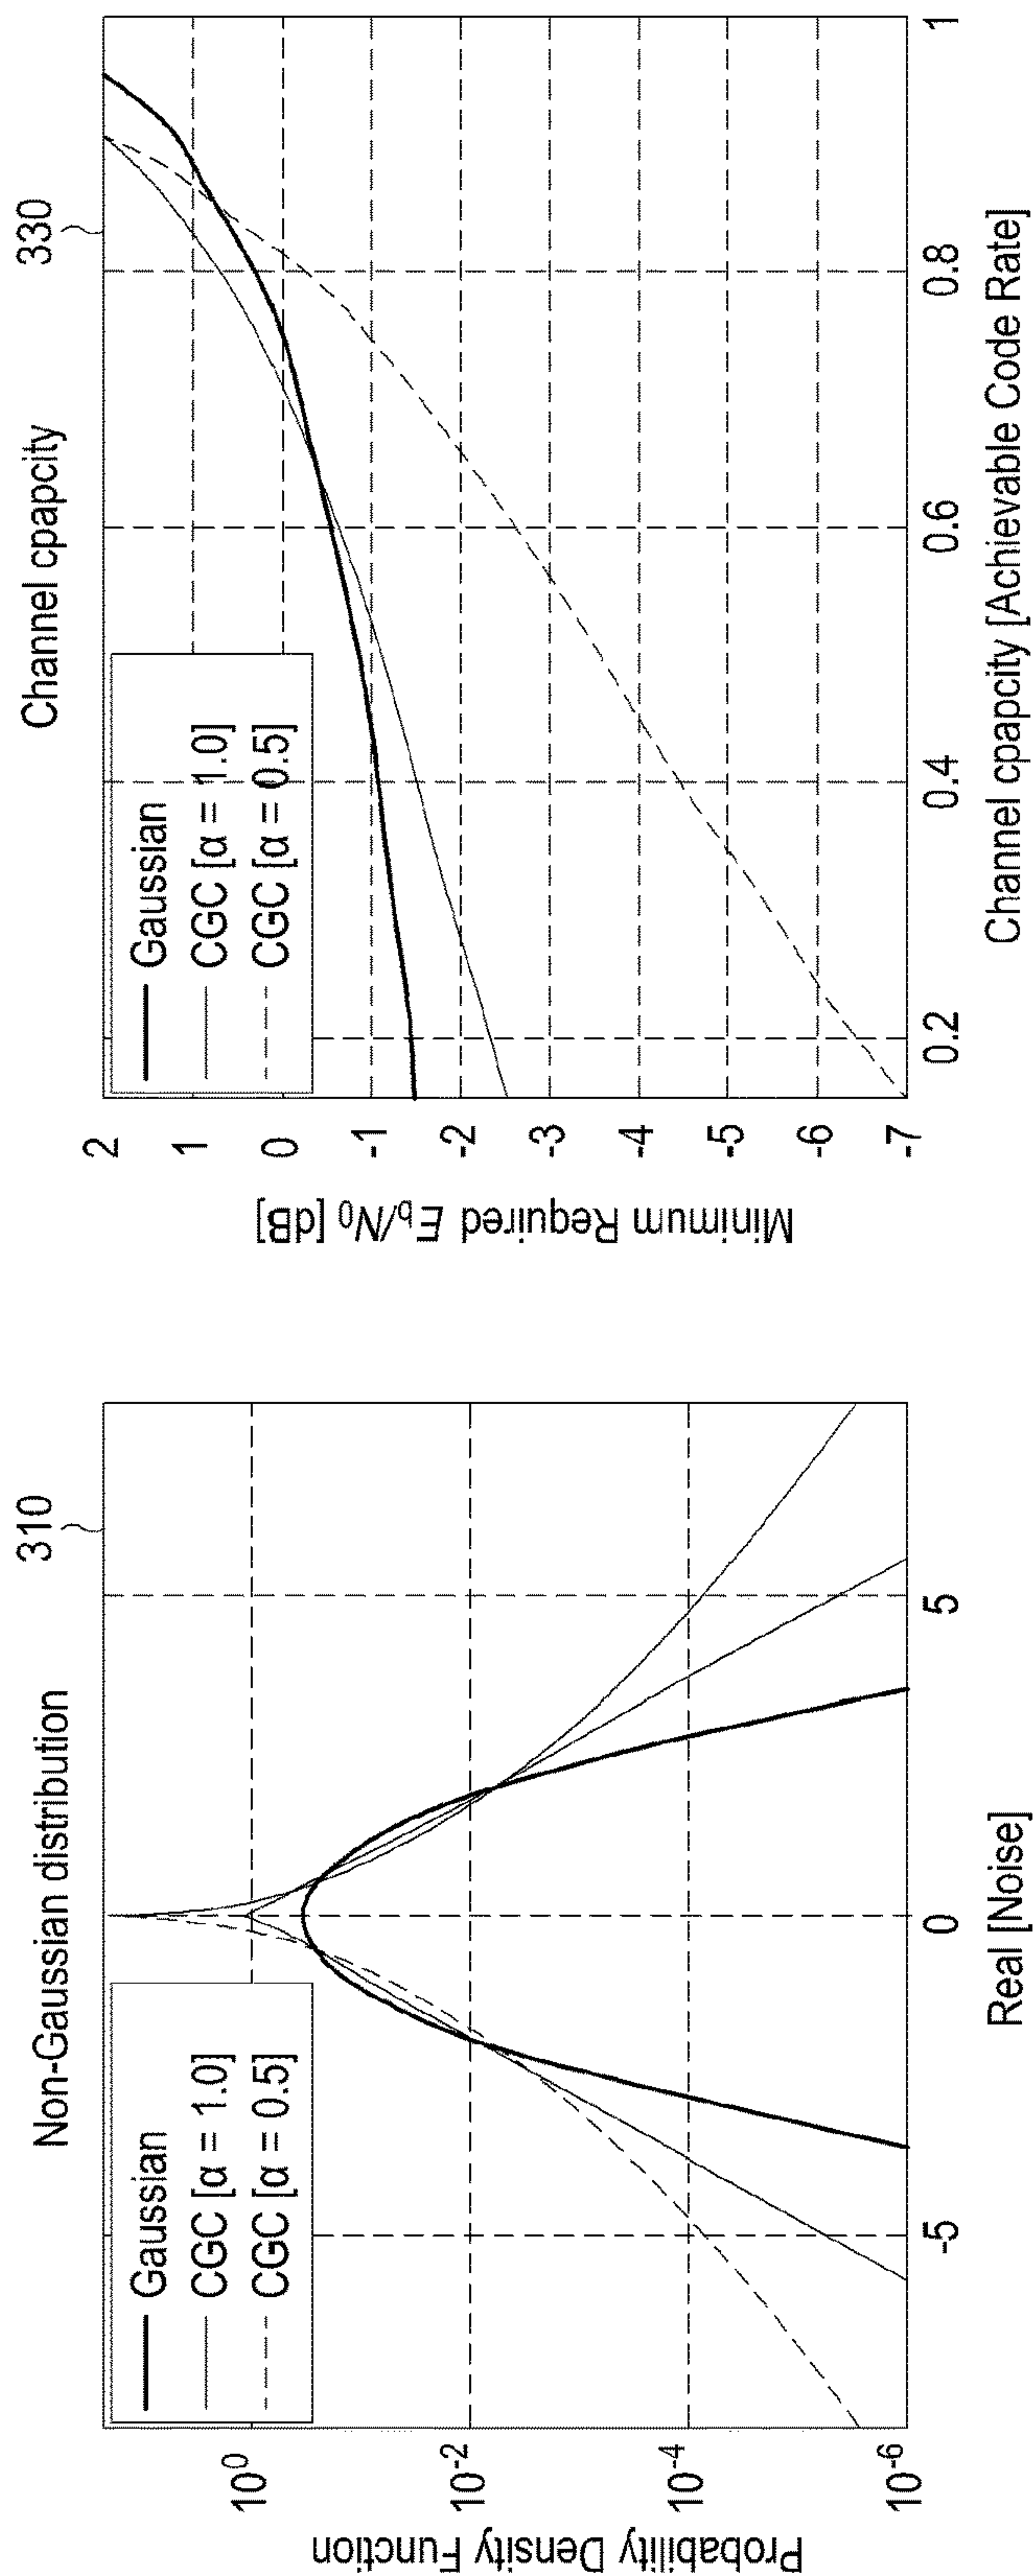 Non-Gaussian distribution
310
Gaussian
CGC [α = 1.0]
CGC [α = 0.5]
10⁰
10⁻²
10⁻⁴
10⁻⁶
Probability Density Function
-5
0
5
Real [Noise]
Channel cpapcity
330
Gaussian
CGC [α = 1.0]
CGC [α = 0.5]
2
1
0
-1
-2
-3
-4
-5
-6
-7
Minimum Required E_b/N_0 [dB]
0.2
0.4
0.6
0.8
1
Channel cpapcity [Achievable Code Rate]